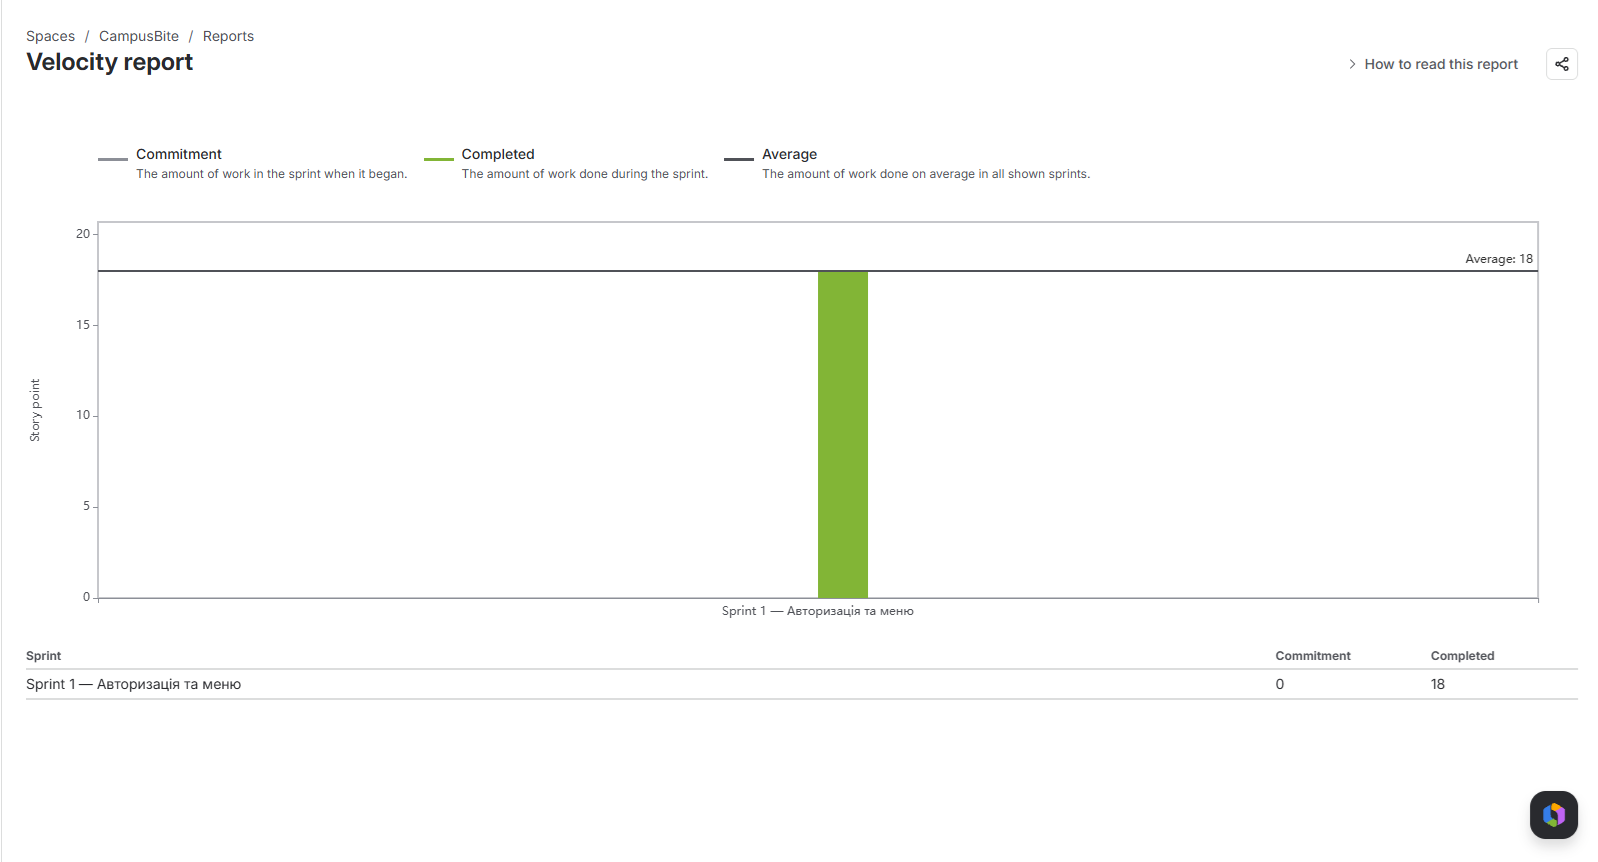 Spaces / CampusBite / Reports
Velocity report
How to read this report
Commitment
The amount of work in the sprint when it began.
Completed
The amount of work done during the sprint.
Average
The amount of work done on average in all shown sprints.
20
Average: 18
15
10
5
0
Story point
Sprint 1 — Авторизація та меню
Sprint Commitment Completed
Sprint 1 — Авторизація та меню 0 18